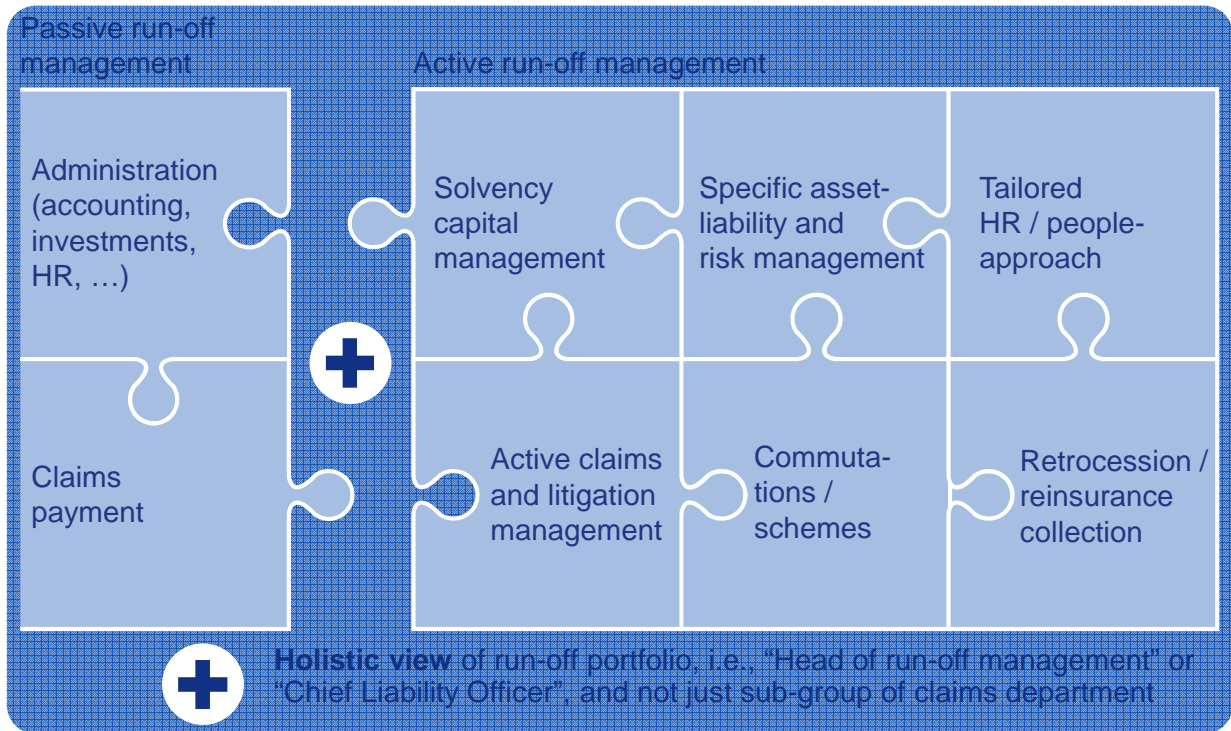 Passive run-off
management
Active run-off management
Administration
(accounting,
investments,
HR, …)
Solvency
capital
management
Specific asset-
liability and
risk management
Tailored
HR / people-
approach
Claims
payment
Active claims
and litigation
management
Commuta-
tions /
schemes
Retrocession /
reinsurance
collection
Holistic view of run-off portfolio, i.e., “Head of run-off management” or
“Chief Liability Officer”, and not just sub-group of claims department